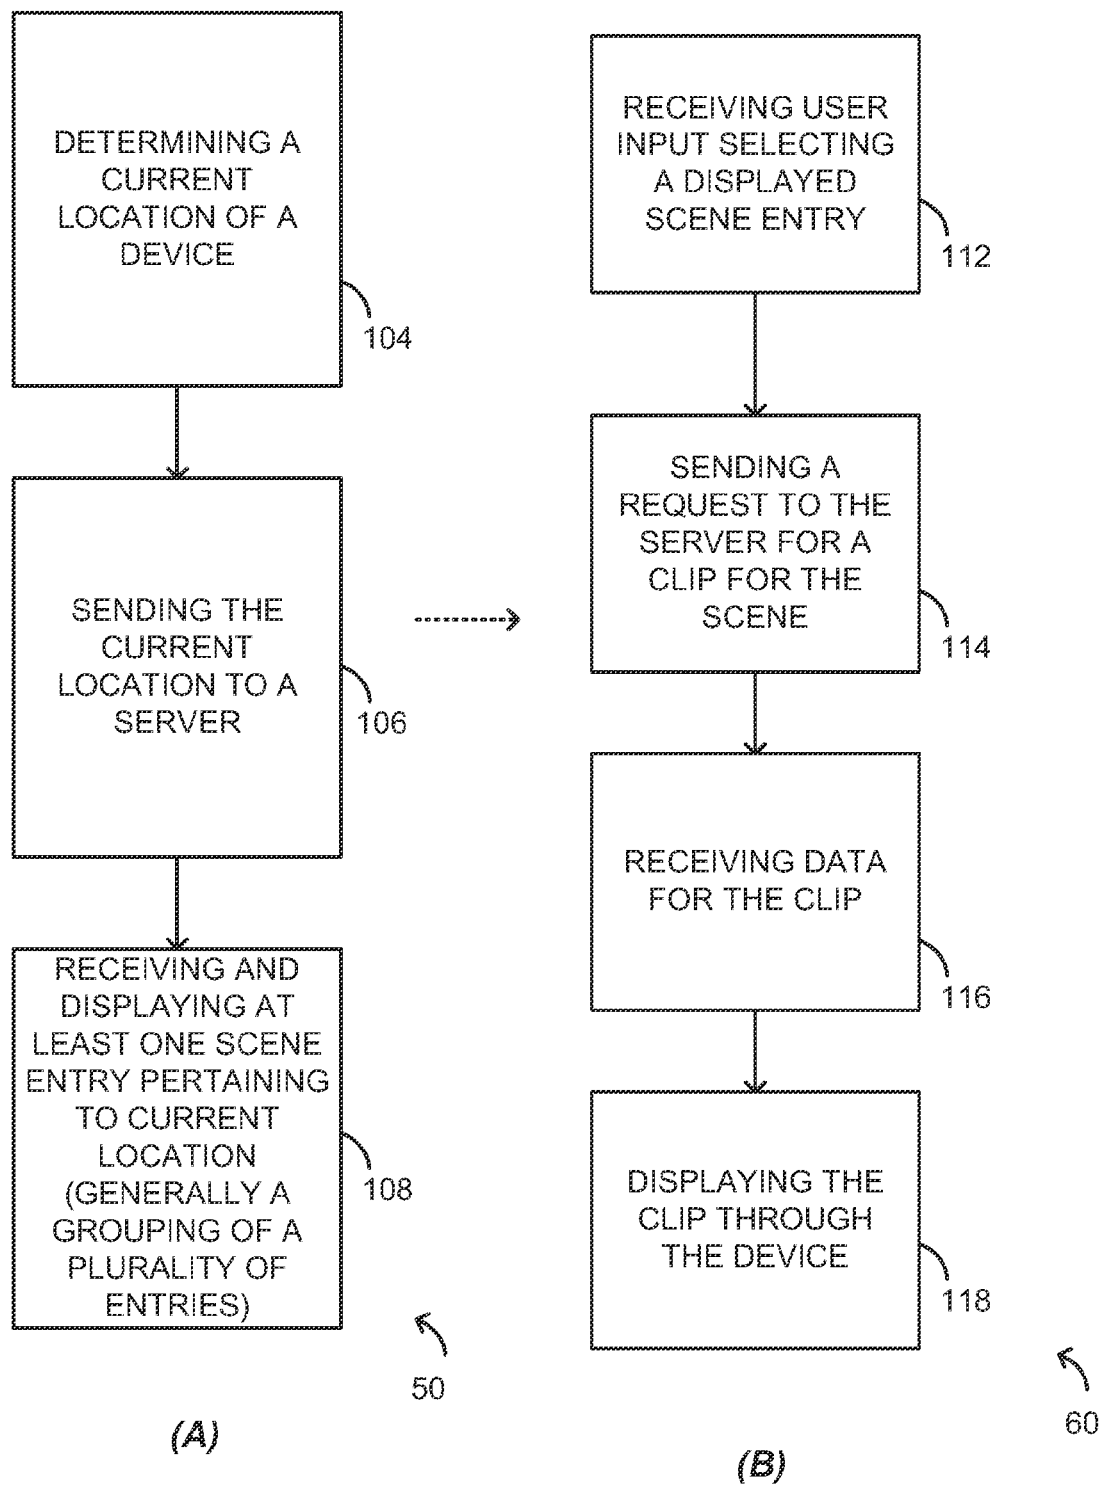 DETERMINING A
CURRENT
LOCATION OF A
DEVICE
104
SENDING THE
CURRENT
LOCATION TO A
SERVER
106
RECEIVING AND
DISPLAYING AT
LEAST ONE SCENE
ENTRY PERTAINING
TO CURRENT
LOCATION
(GENERALLY A
GROUPING OF A
PLURALITY OF
ENTRIES)
108
50
(A)
RECEIVING USER
INPUT SELECTING
A DISPLAYED
SCENE ENTRY
112
SENDING A
REQUEST TO THE
SERVER FOR A
CLIP FOR THE
SCENE
114
RECEIVING DATA
FOR THE CLIP
116
DISPLAYING THE
CLIP THROUGH
THE DEVICE
118
60
(B)